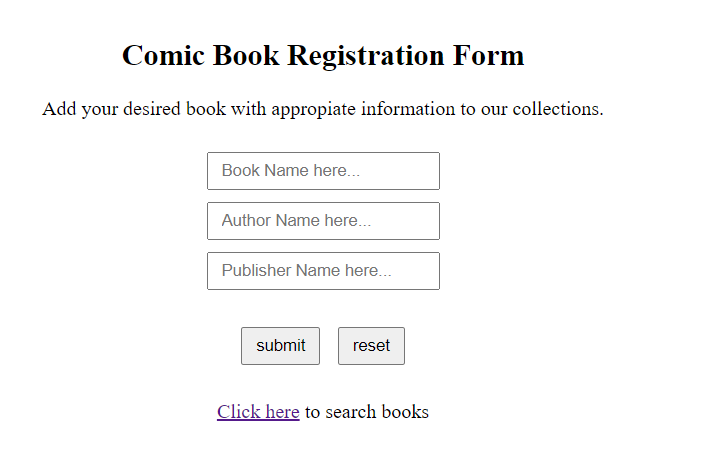 Comic Book Registration Form
Add your desired book with appropiate information to our collections.
Book Name here...
Author Name here...
Publisher Name here...
submit reset
Click here to search books